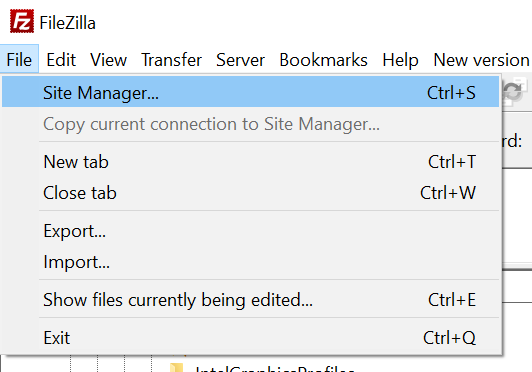 FileZilla
File Edit View Transfer Server Bookmarks Help New version
Site Manager... Ctrl+S
Copy current connection to Site Manager...
rd:
New tab Ctrl+T
Close tab Ctrl+W
Export...
Import...
Show files currently being edited... Ctrl+E
Exit Ctrl+Q
IntelGraphicsProfiles